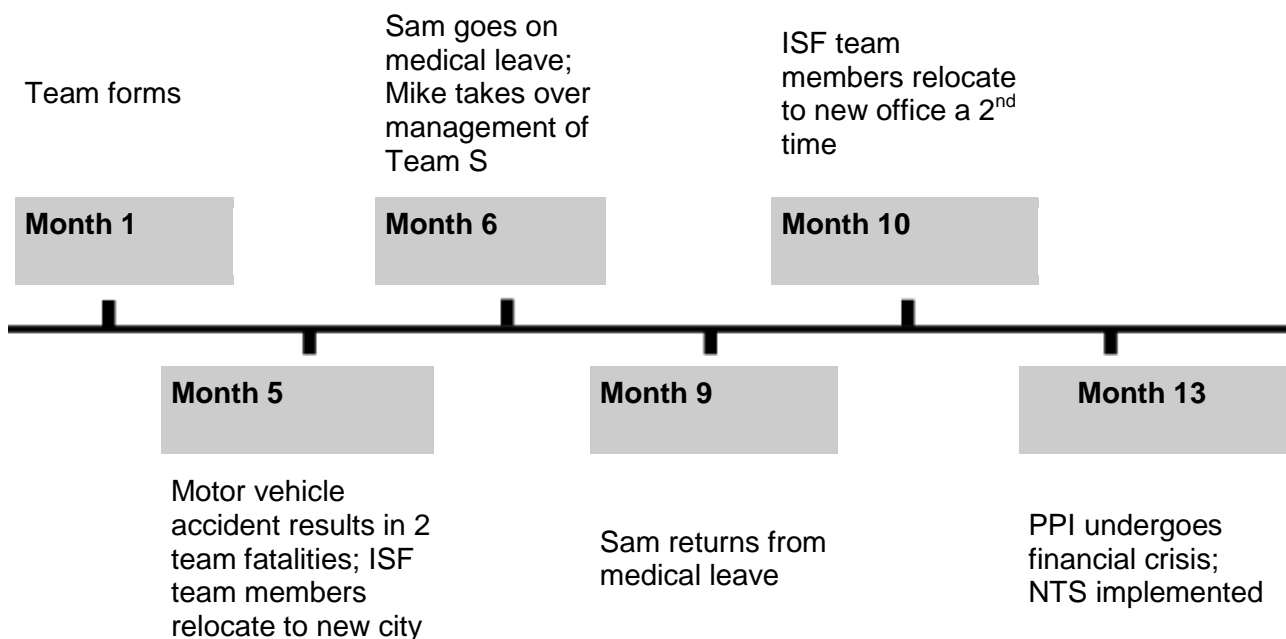 Team forms
Month 1
Motor vehicle
accident results in 2
team fatalities; ISF
team members
relocate to new city
Month 5
Sam goes on
medical leave;
Mike takes over
management of
Team S
Month 6
Month 9
Sam returns from
medical leave
ISF team
members relocate
to new office a 2nd
time
Month 10
Month 13
PPI undergoes
financial crisis;
NTS implemented